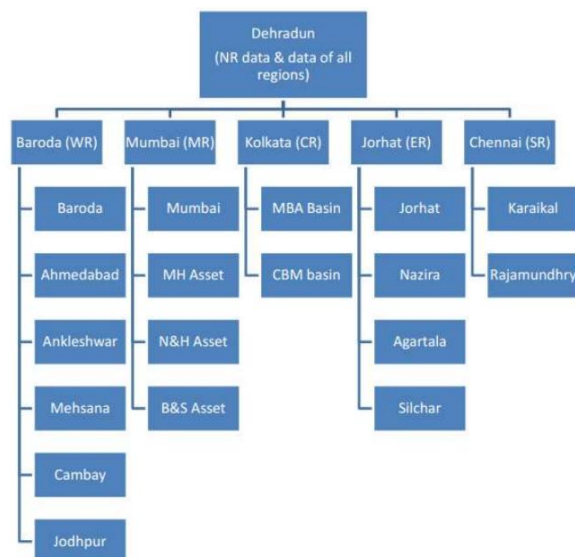 Dehradun
(NR data & data of all
regions)
Baroda (WR)
Mumbai (MR)
Kolkata (CR)
Jorhat (ER)
Chennai (SR)
Baroda
Ahmedabad
Ankleshwar
Mehsana
Cambay
Jodhpur
Mumbai
MH Asset
N&H Asset
B&S Asset
MBA Basin
CBM basin
Jorhat
Nazira
Agartala
Silchar
Karaikal
Rajamundhry